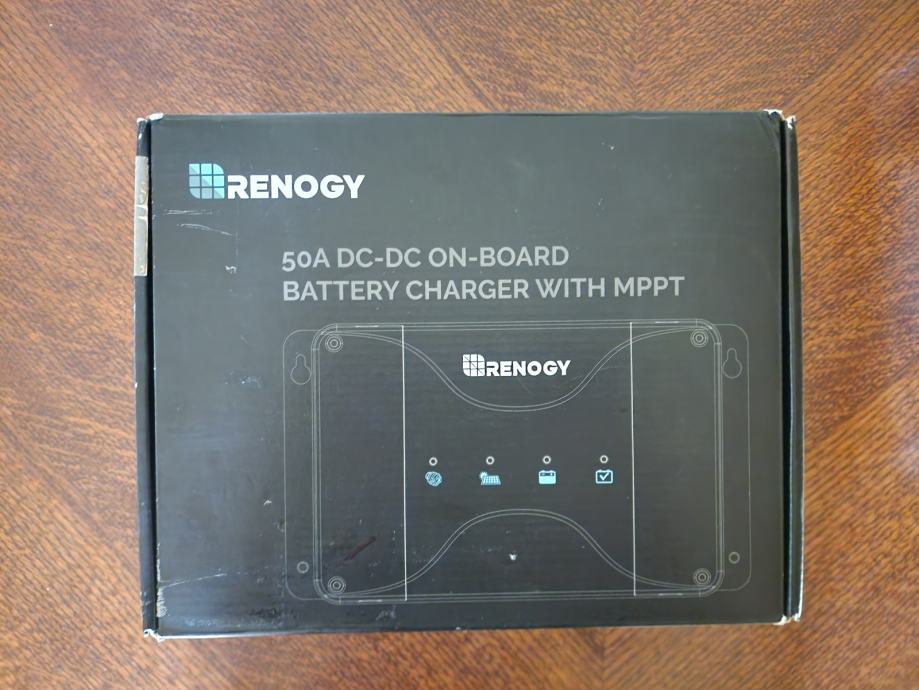 RENOGY
50A DC-DC ON-BOARD
BATTERY CHARGER WITH MPPT
RENOGY